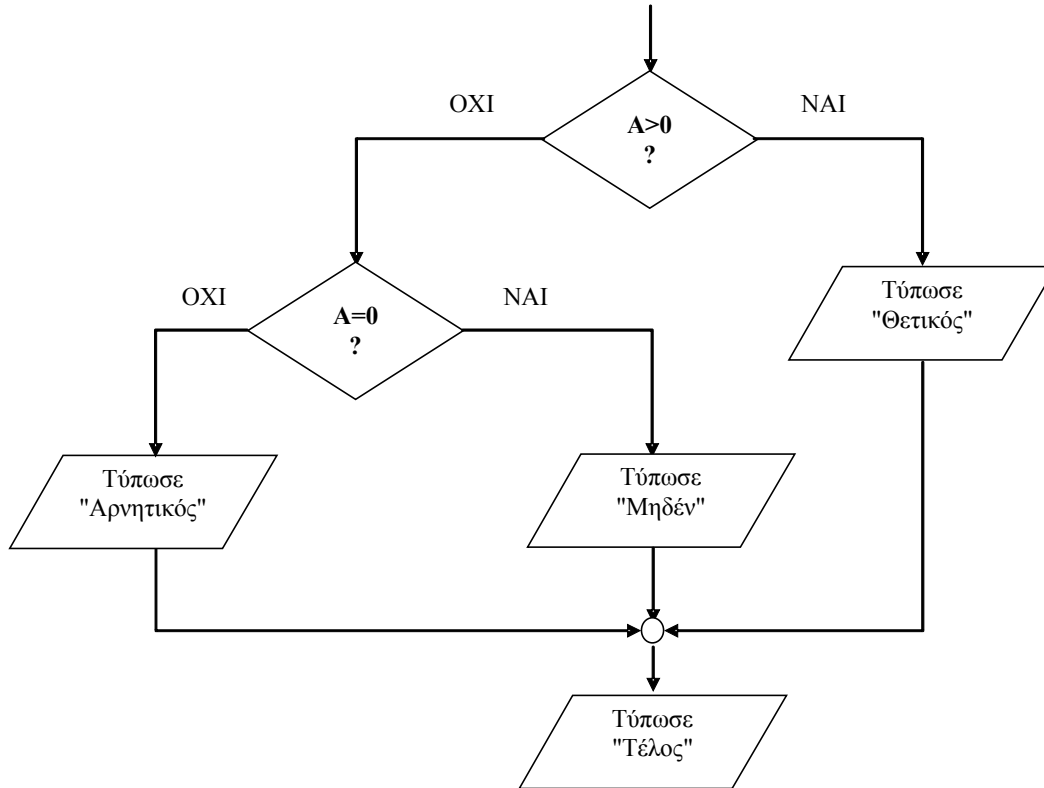 ΟΧΙ
ΝΑΙ
Α>0
?
ΟΧΙ
ΝΑΙ
Α=0
?
Τύπωσε
"Θετικός"
Τύπωσε
"Αρνητικός"
Τύπωσε
"Μηδέν"
Τύπωσε
"Τέλος"